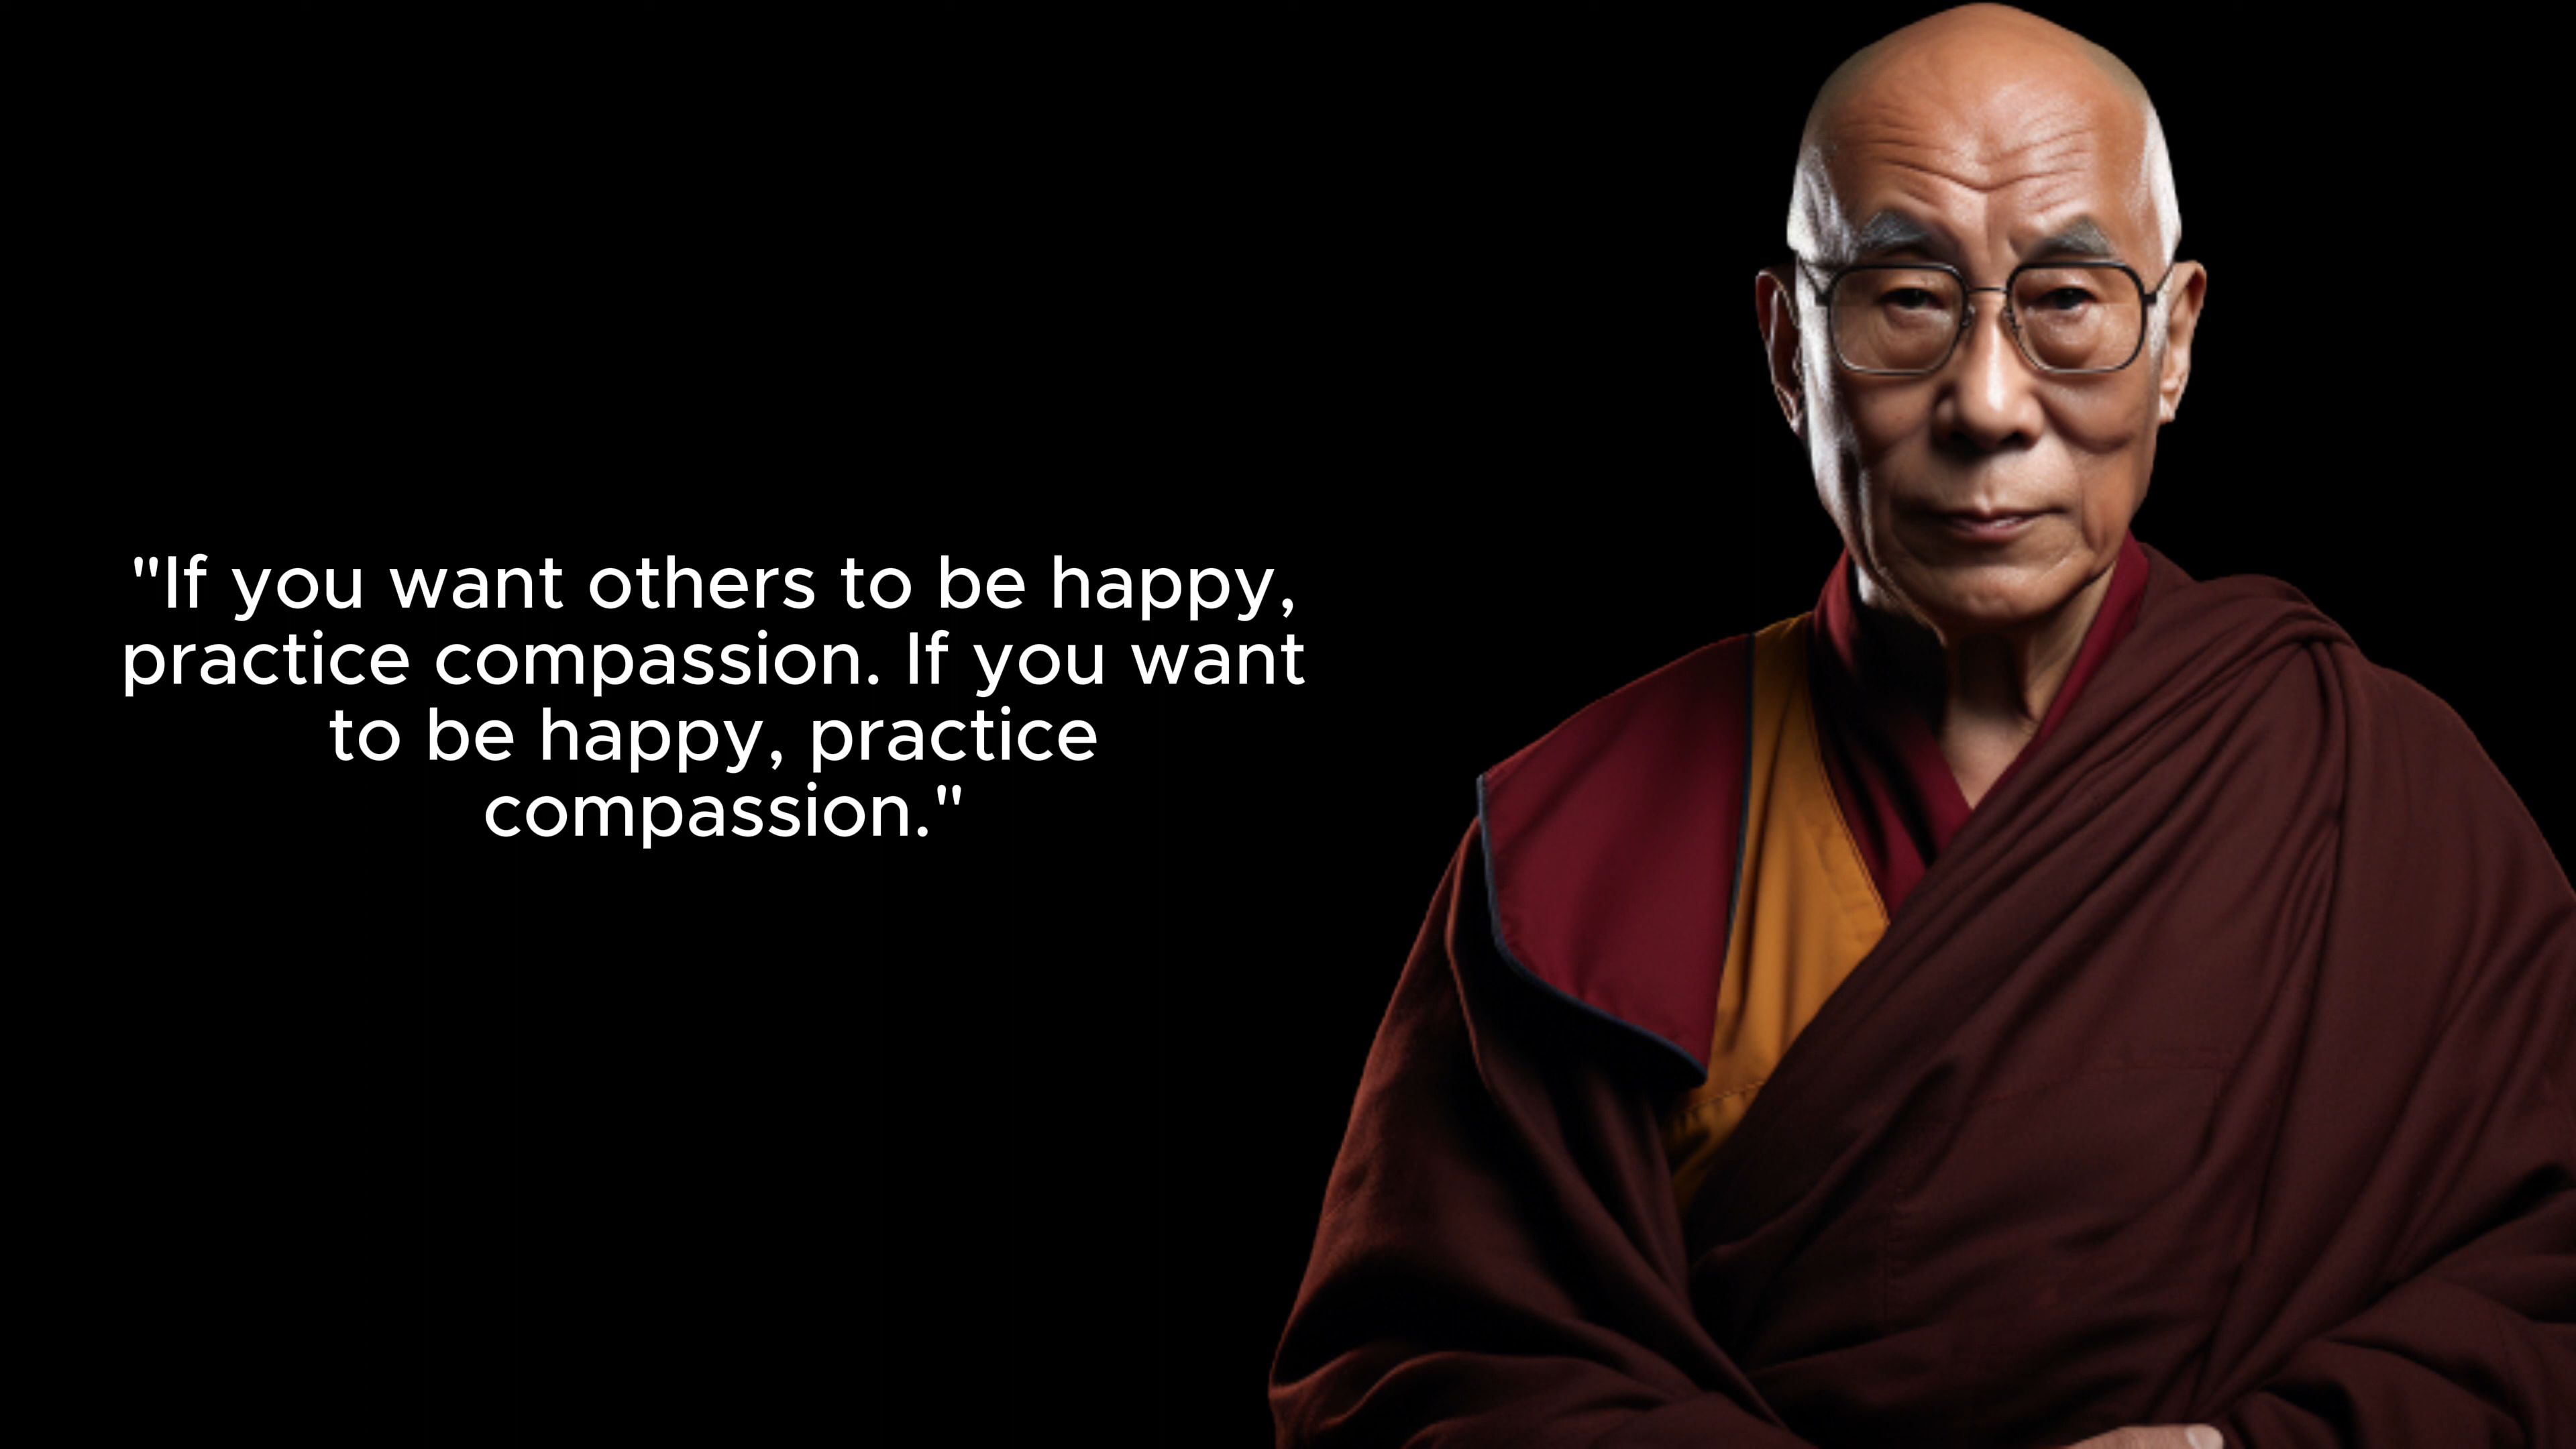 "If you want others to be happy,
practice compassion. If you want
to be happy, practice
compassion."